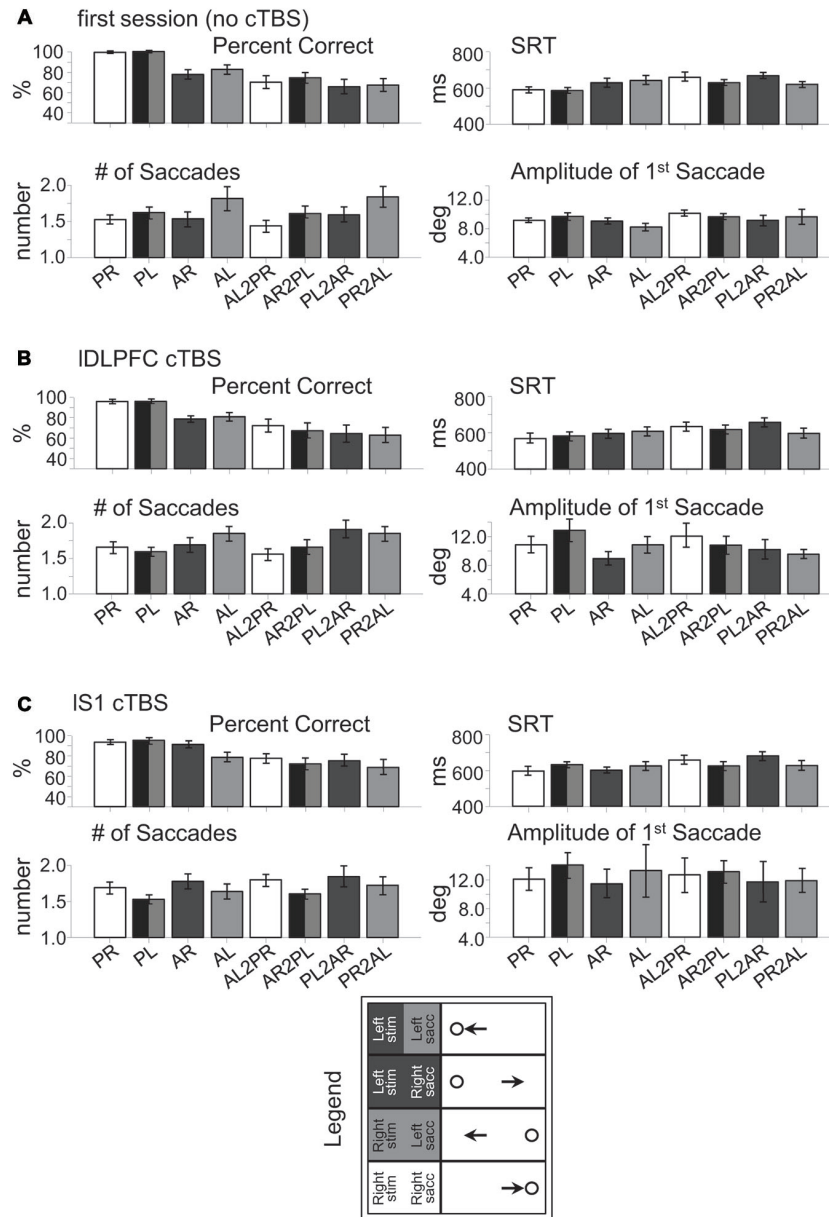 A first session (no cTBS)
Percent Correct
%
100
80
60
40
SRT
ms
800
600
400
# of Saccades
number
2.0
1.5
1.0
Amplitude of 1st Saccade
deg
12.0
8.0
4.0
PR PL AR AL AL2PR AR2PL PL2AR PR2AL
PR PL AR AL AL2PR AR2PL PL2AR PR2AL
B lDLPFC cTBS
Percent Correct
%
100
80
60
40
SRT
ms
800
600
400
# of Saccades
number
2.0
1.5
1.0
Amplitude of 1st Saccade
deg
12.0
8.0
4.0
PR PL AR AL AL2PR AR2PL PL2AR PR2AL
PR PL AR AL AL2PR AR2PL PL2AR PR2AL
C lS1 cTBS
Percent Correct
%
100
80
60
40
SRT
ms
800
600
400
# of Saccades
number
2.0
1.5
1.0
Amplitude of 1st Saccade
deg
12.0
8.0
4.0
PR PL AR AL AL2PR AR2PL PL2AR PR2AL
PR PL AR AL AL2PR AR2PL PL2AR PR2AL
Legend
Left stim
Left sacc
Left stim
Right sacc
Right stim
Left sacc
Right stim
Right sacc